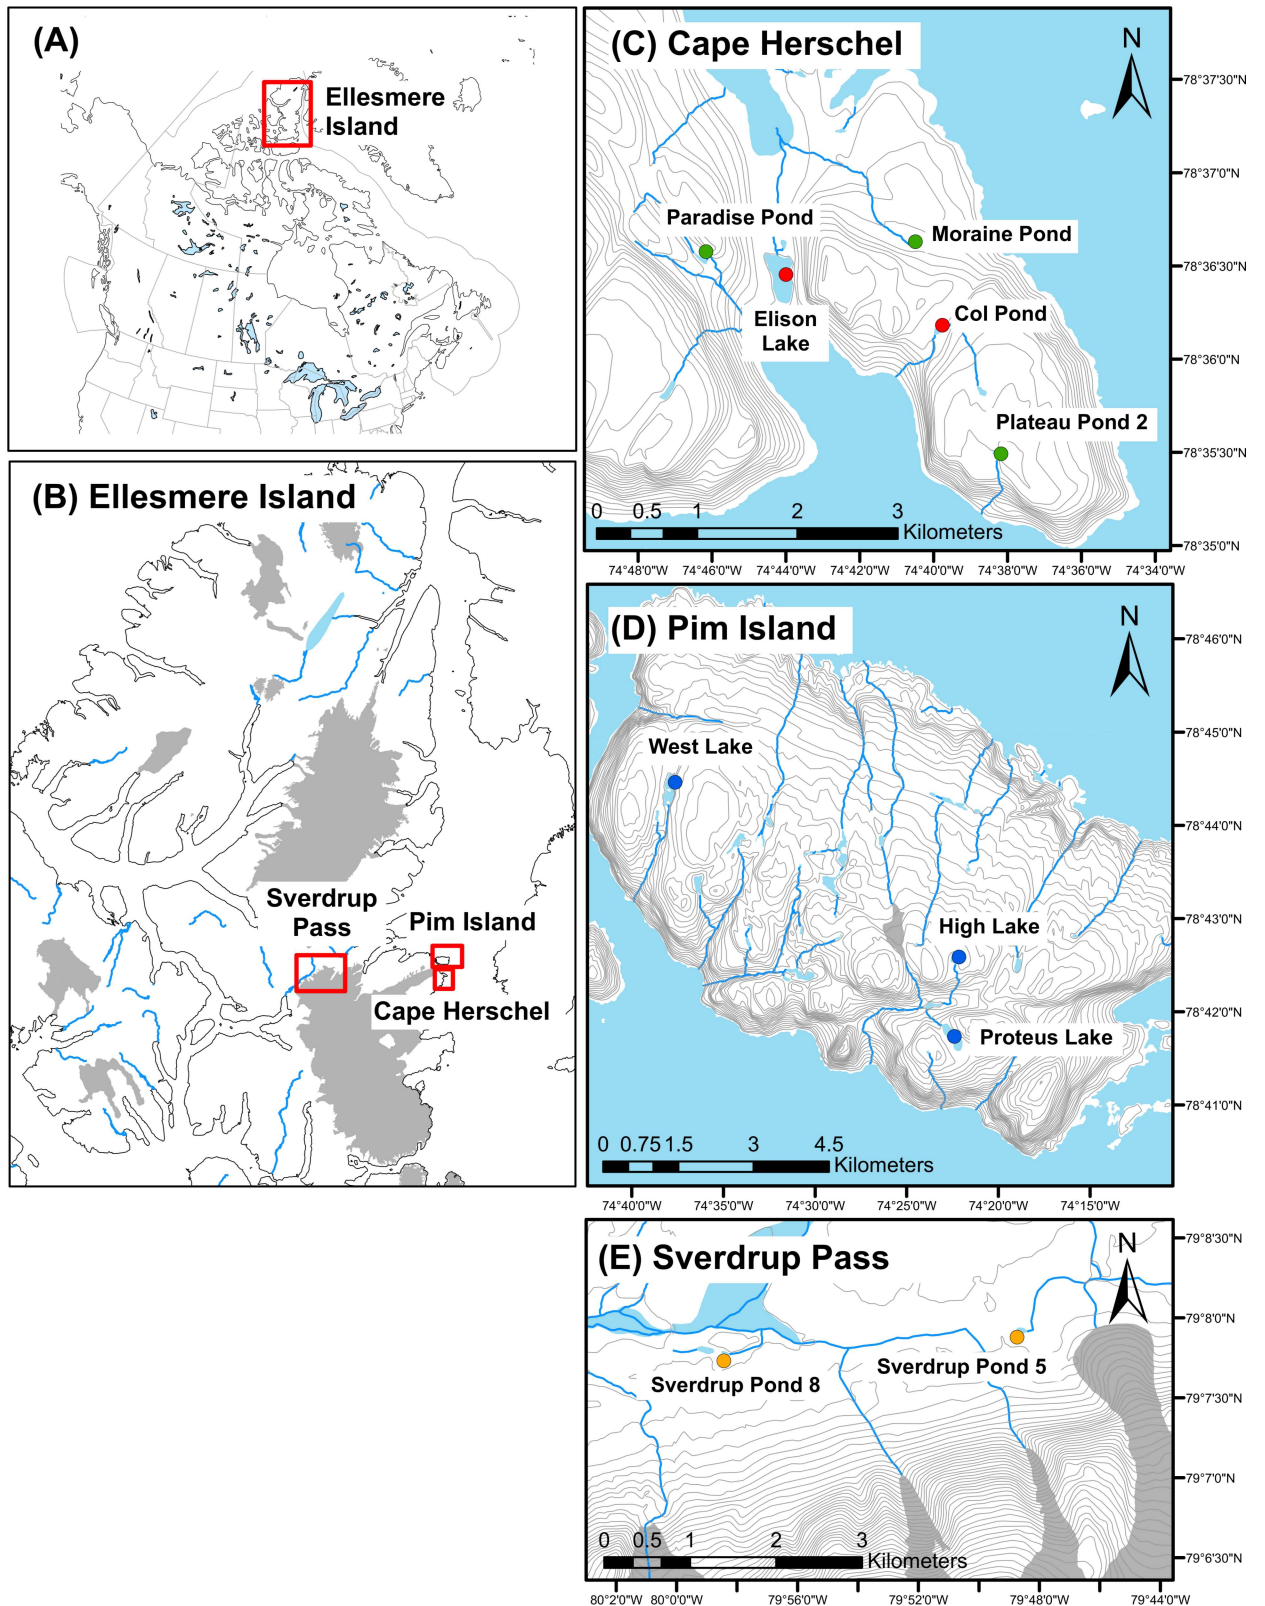 (A)
Ellesmere
Island
(B) Ellesmere Island
Sverdrup
Pass
Pim Island
Cape Herschel
(C) Cape Herschel
N
Paradise Pond
Moraine Pond
Elison
Lake
Col Pond
Plateau Pond 2
0 0.5 1 2 3
Kilometers
78°37'30"N
78°37'0"N
78°36'30"N
78°36'0"N
78°35'30"N
78°35'0"N
74°48'0"W 74°46'0"W 74°44'0"W 74°42'0"W 74°40'0"W 74°38'0"W 74°36'0"W 74°34'0"W
(D) Pim Island
N
West Lake
High Lake
Proteus Lake
0 0.75 1.5 3 4.5
Kilometers
78°46'0"N
78°45'0"N
78°44'0"N
78°43'0"N
78°42'0"N
78°41'0"N
74°40'0"W 74°35'0"W 74°30'0"W 74°25'0"W 74°20'0"W 74°15'0"W
(E) Sverdrup Pass
N
Sverdrup Pond 5
Sverdrup Pond 8
0 0.5 1 2 3
Kilometers
79°8'30"N
79°8'0"N
79°7'30"N
79°7'0"N
79°6'30"N
80°2'0"W 80°0'0"W 79°56'0"W 79°52'0"W 79°48'0"W 79°44'0"W